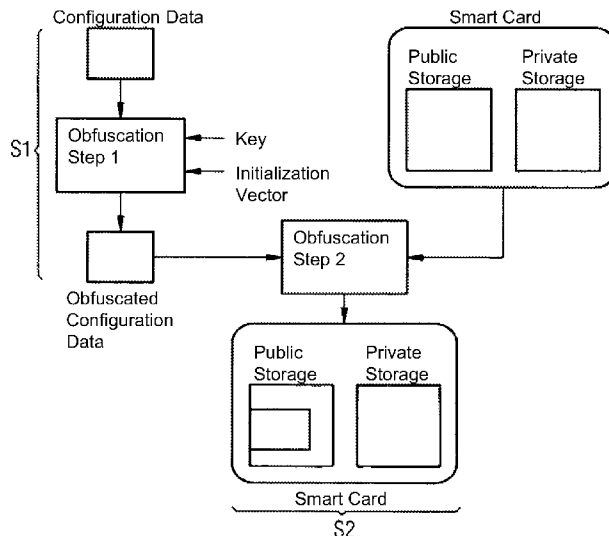 Configuration Data
Smart Card
Public
Storage
Private
Storage
S1
Obfuscation
Step 1
Key
Initialization
Vector
Obfuscation
Step 2
Obfuscated
Configuration
Data
Public
Storage
Private
Storage
Smart Card
S2